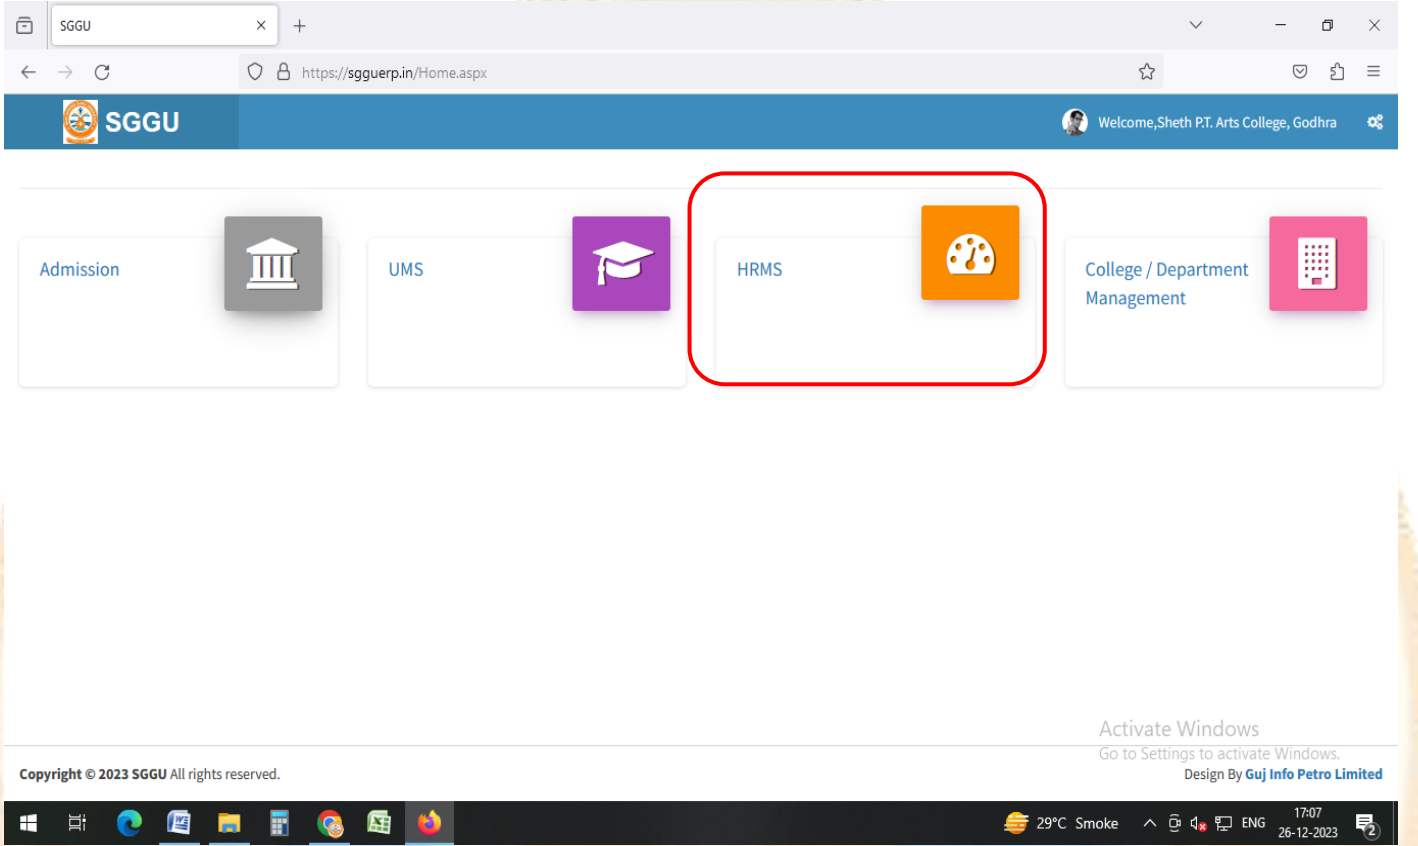 SGGU
https://sgguerp.in/Home.aspx
SGGU
Welcome,Sheth P.T. Arts College, Godhra
Admission
UMS
HRMS
College / Department
Management
Activate Windows
Go to Settings to activate Windows.
Copyright © 2023 SGGU All rights reserved.
Design By Guj Info Petro Limited
29°C Smoke
ENG
17:07
26-12-2023
2